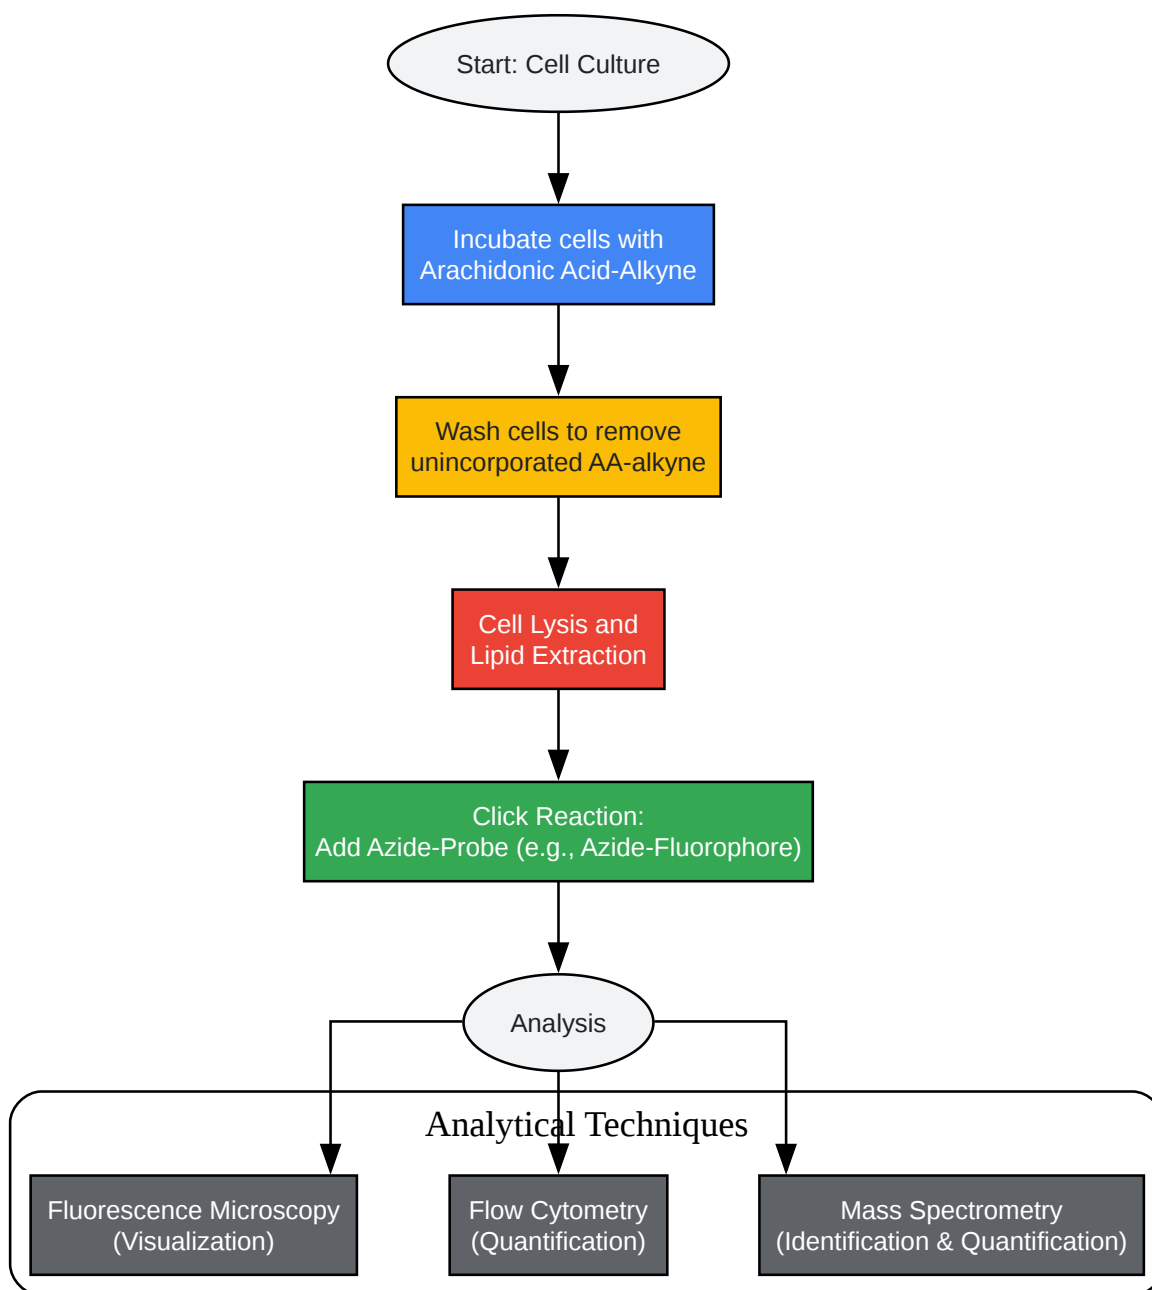 Start: Cell Culture
Incubate cells with
Arachidonic Acid-Alkyne
Wash cells to remove
unincorporated AA-alkyne
Cell Lysis and
Lipid Extraction
Click Reaction:
Add Azide-Probe (e.g., Azide-Fluorophore)
Analysis
Analytical Techniques
Fluorescence Microscopy
(Visualization)
Flow Cytometry
(Quantification)
Mass Spectrometry
(Identification & Quantification)